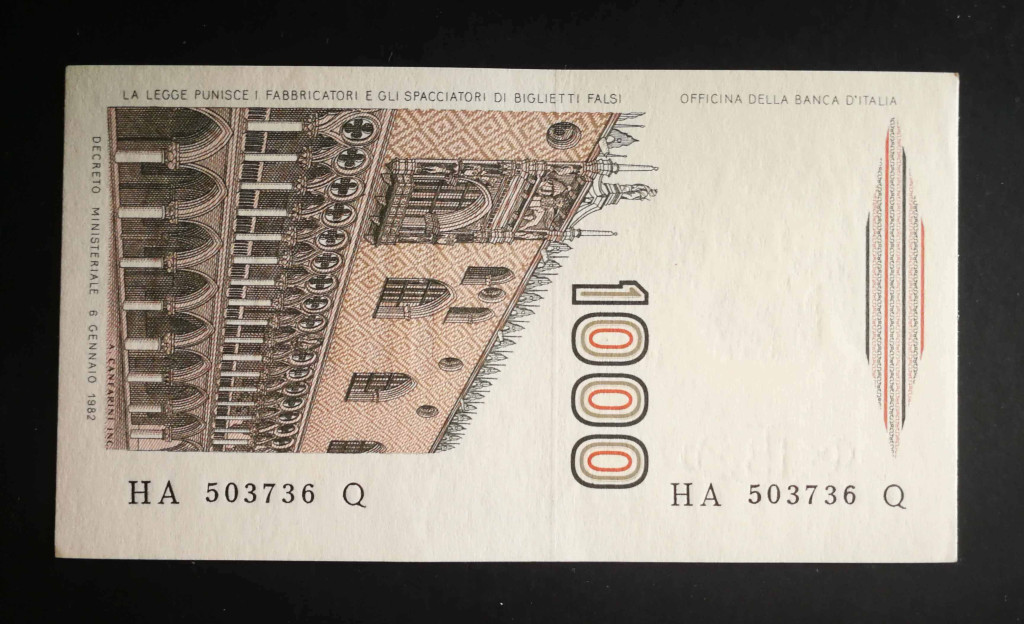 LA LEGGE PUNISCE I FABBRICATORI E GLI SPACCIATORI DI BIGLIETTI FALSI
OFFICINA DELLA BANCA D'ITALIA
DECRETO MINISTERIALE 6 GENNAIO 1982
A. CANFARINI INC.
1000
HA 503736 Q
HA 503736 Q